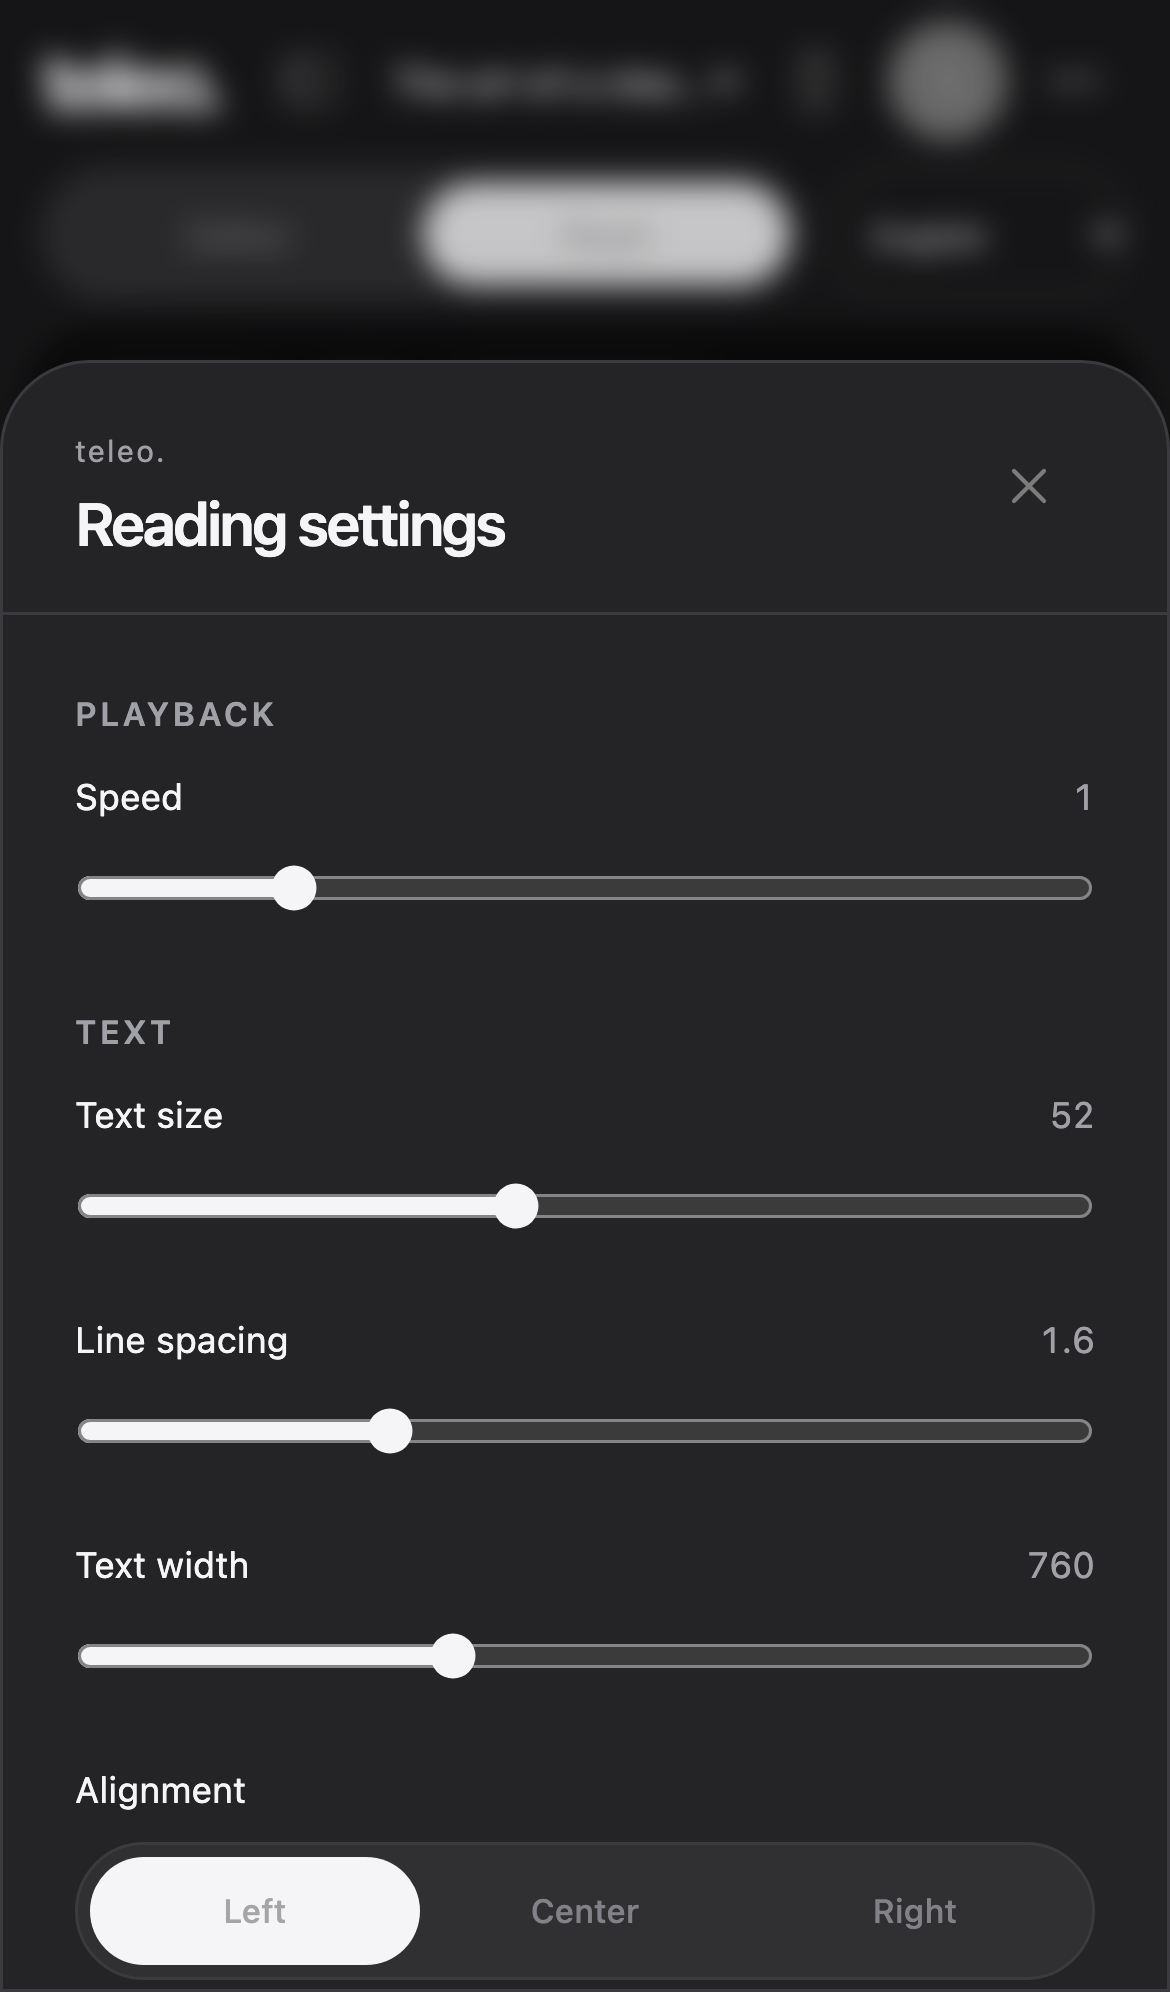 teleo.
teleo.
Reading settings
PLAYBACK
Speed
1
TEXT
Text size
52
Line spacing
1.6
Text width
760
Alignment
Left
Center
Right